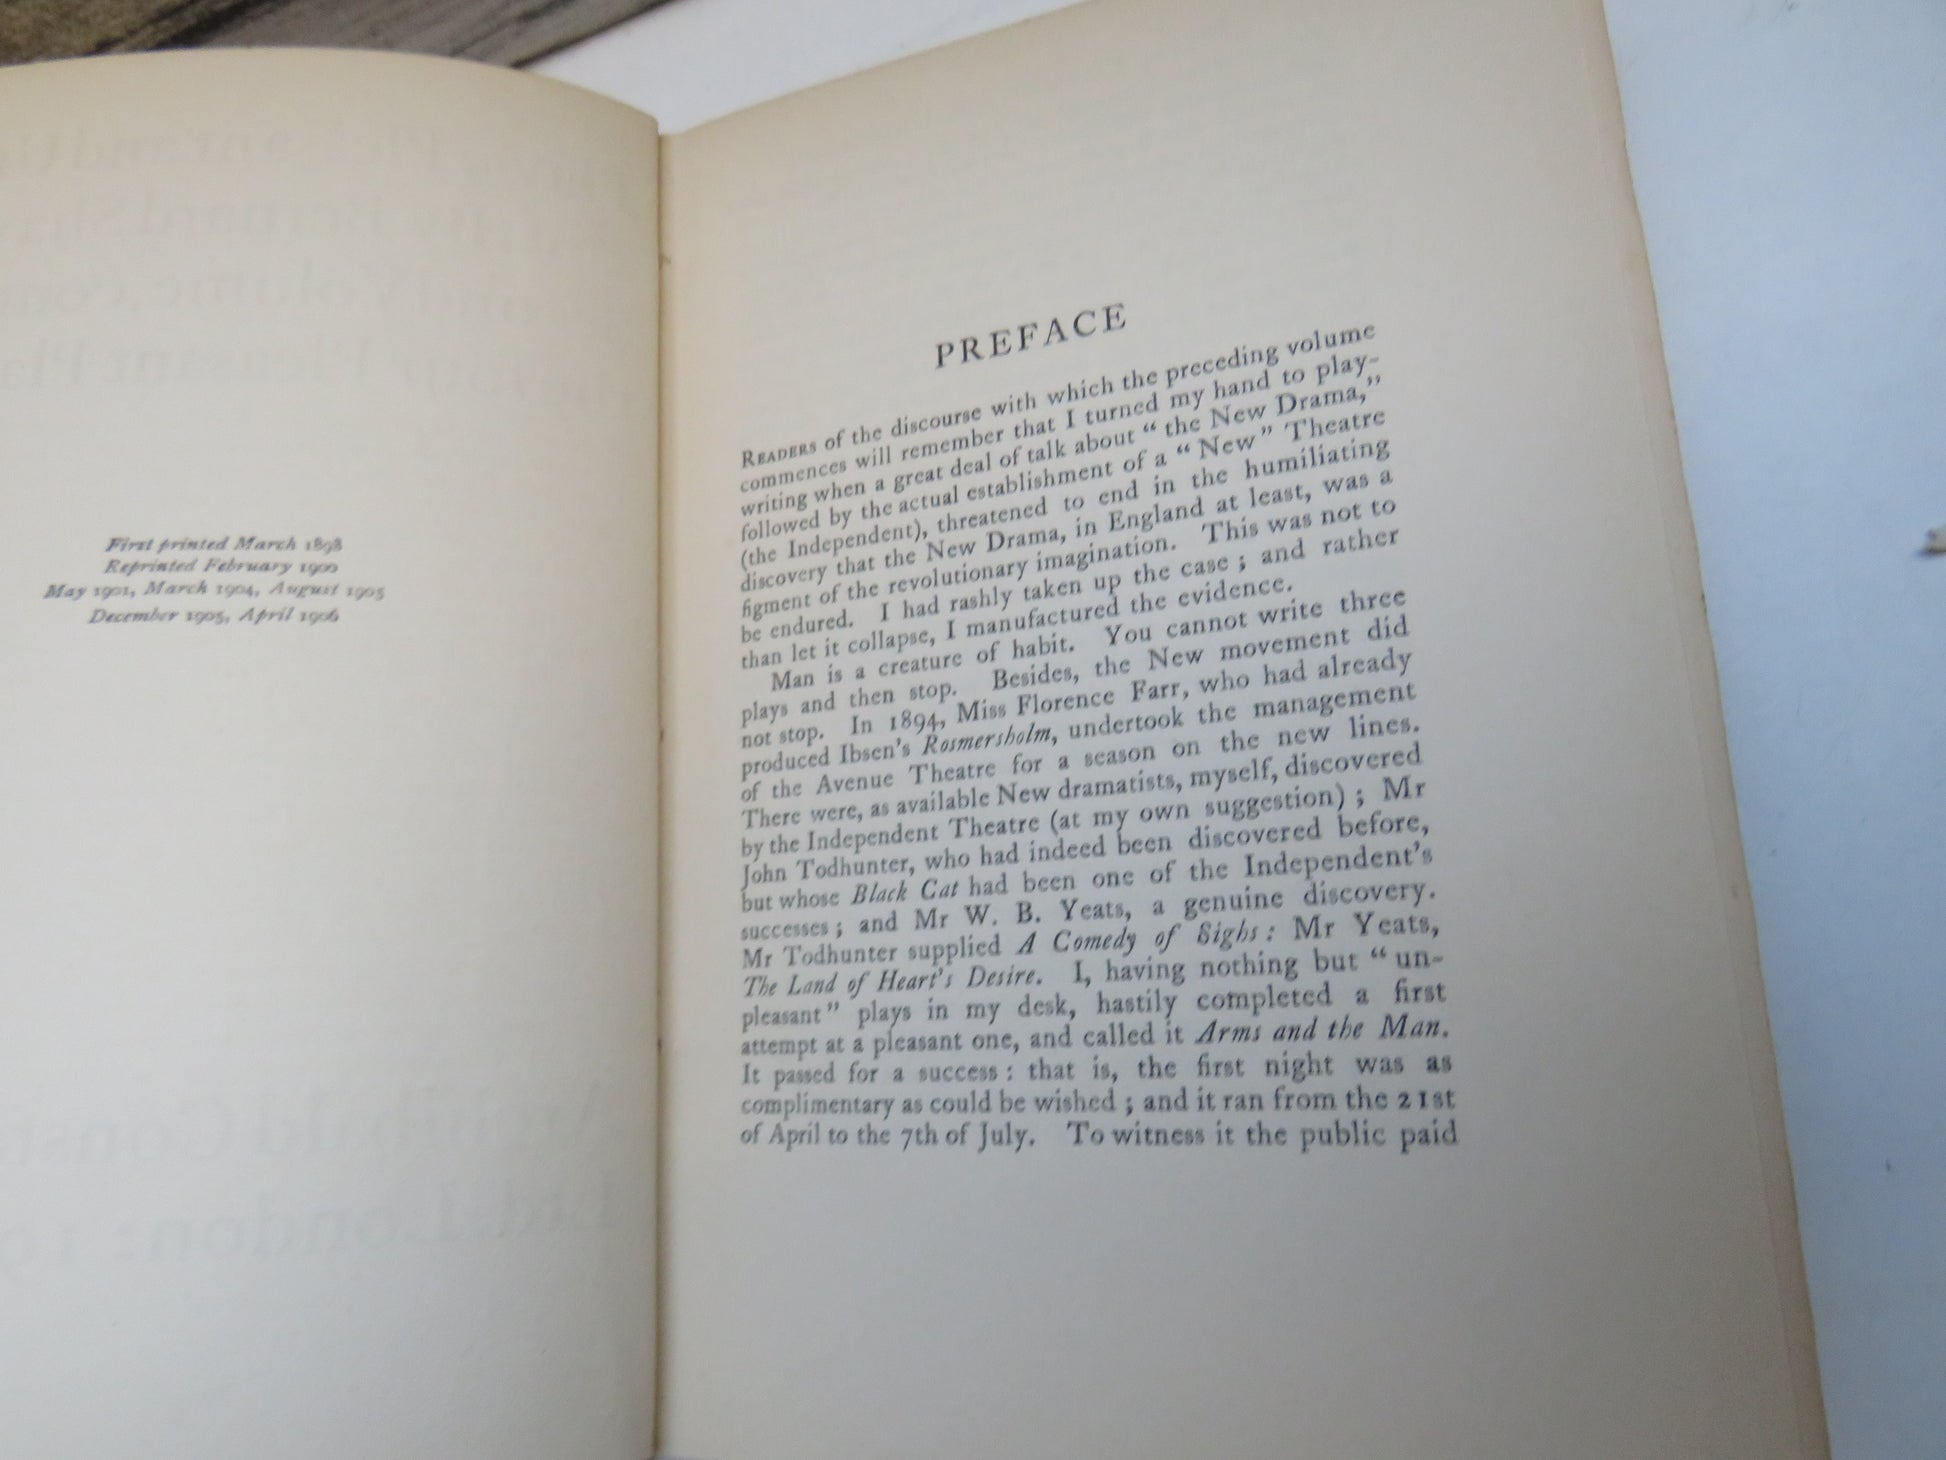 First printed March 1898
Reprinted February 1900
May 1901, March 1904, August 1905
December 1905, April 1906
PREFACE
READERS of the discourse with which the preceding volume
commences will remember that I turned my hand to play-
writing when a great deal of talk about “the New Drama,”
followed by the actual establishment of a “New” Theatre
(the Independent), threatened to end in the humiliating
discovery that the New Drama, in England at least, was a
figment of the revolutionary imagination. This was not to
be endured. I had rashly taken up the case; and rather
than let it collapse, I manufactured the evidence.
Man is a creature of habit. You cannot write three
plays and then stop. Besides, the New movement did
not stop. In 1894, Miss Florence Farr, who had already
produced Ibsen's Rosmersholm, undertook the management
of the Avenue Theatre for a season on the new lines.
There were, as available New dramatists, myself, discovered
by the Independent Theatre (at my own suggestion); Mr
John Todhunter, who had indeed been discovered before,
but whose Black Cat had been one of the Independent's
successes; and Mr W. B. Yeats, a genuine discovery.
Mr Todhunter supplied A Comedy of Sighs: Mr Yeats,
The Land of Heart's Desire. I, having nothing but “un-
pleasant” plays in my desk, hastily completed a first
attempt at a pleasant one, and called it Arms and the Man.
It passed for a success: that is, the first night was as
complimentary as could be wished; and it ran from the 21st
of April to the 7th of July. To witness it the public paid